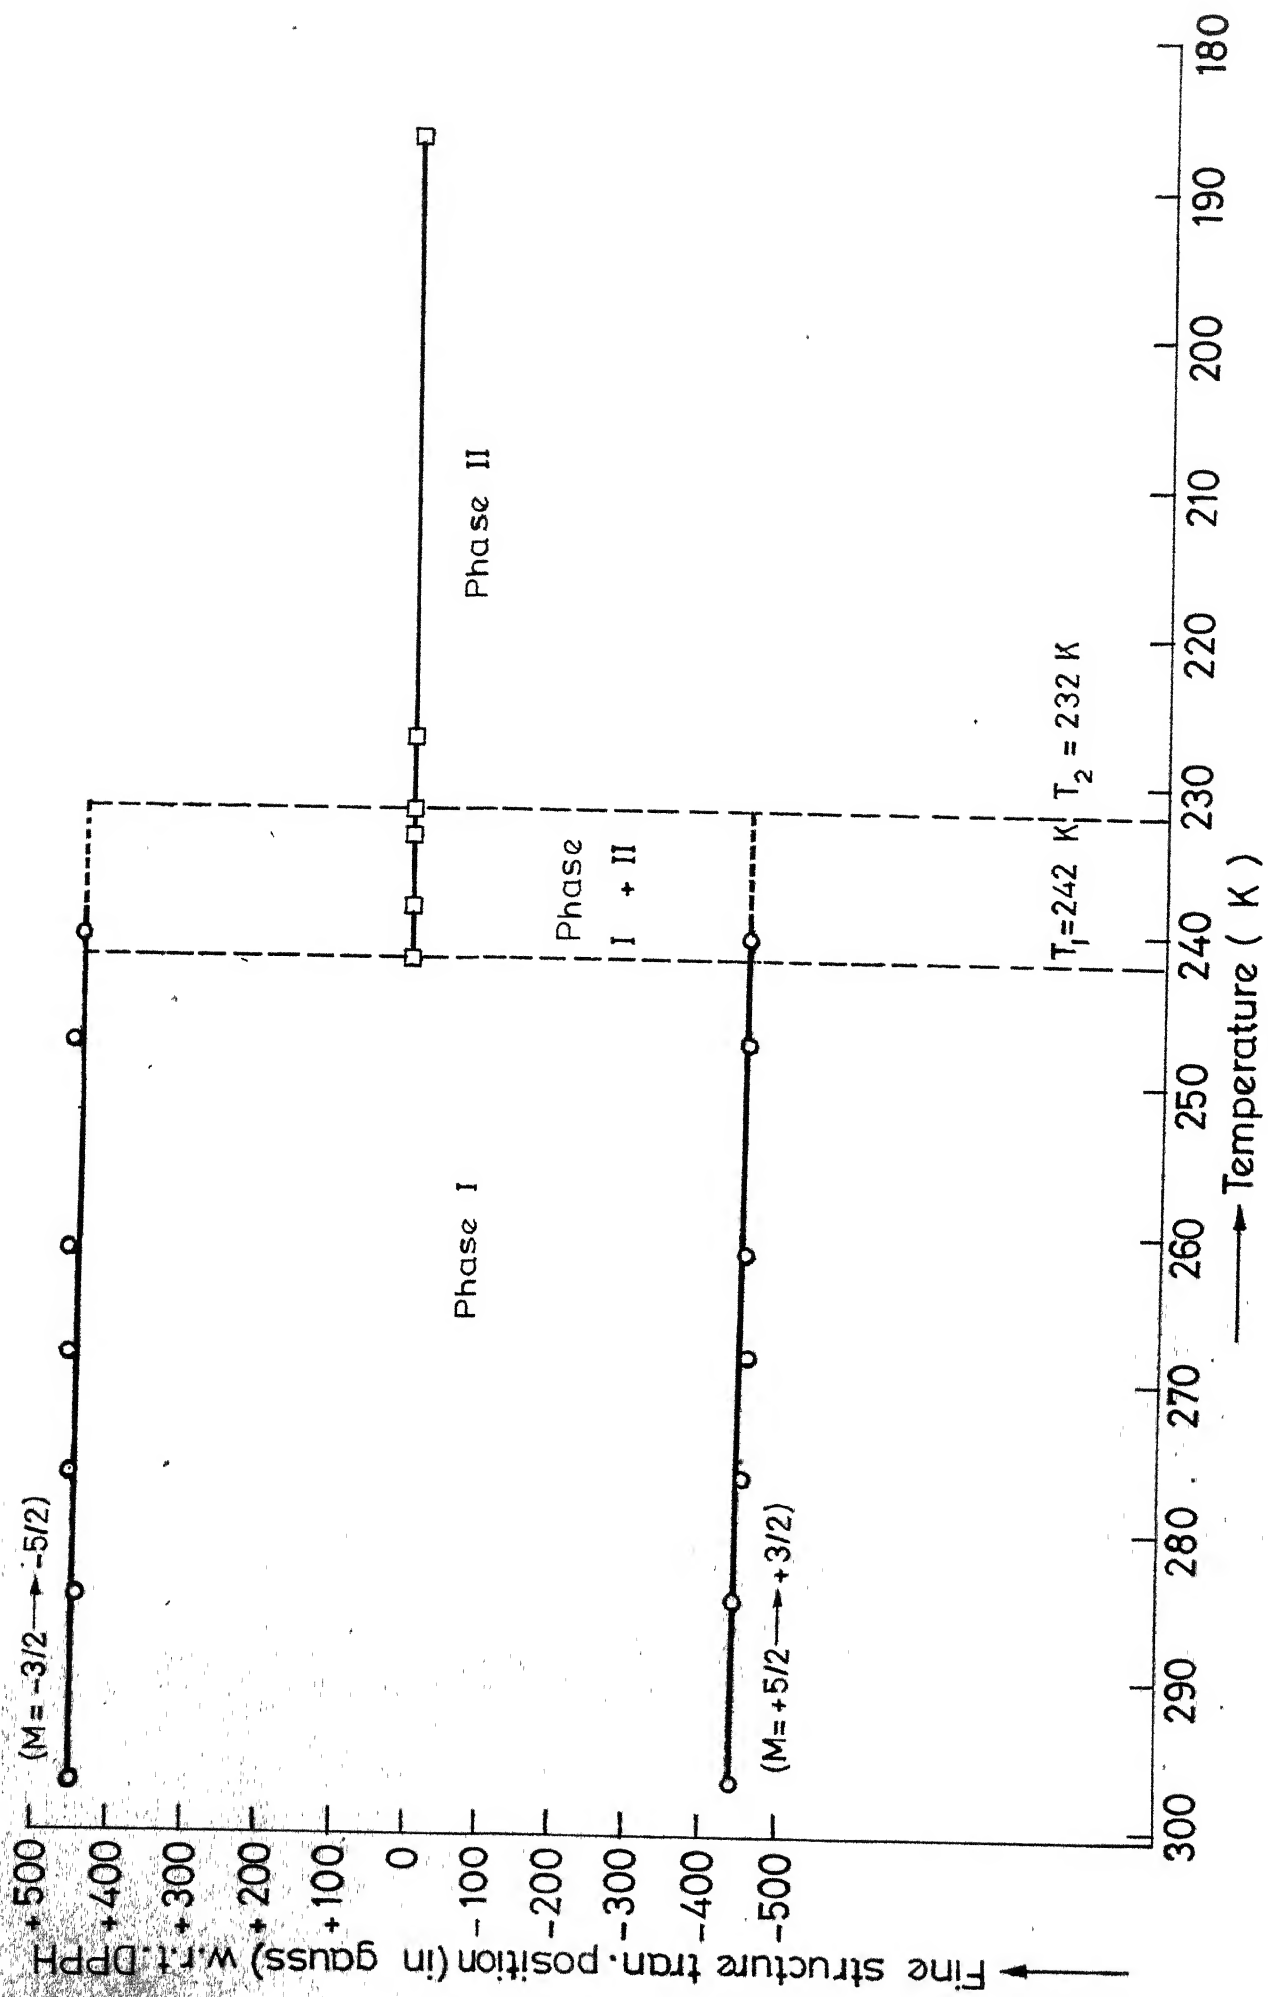 (M = -3/2 → -5/2)
Phase I
Phase
I + II
Phase II
(M = +5/2 → +3/2)
T1=242 K
T2 = 232 K
+500
+400
+300
+200
+100
0
-100
-200
-300
-400
-500
→ Fine structure tran. position (in gauss) w.r.t. DPPH
300 290 280 270 260 250 240 230 220 210 200 190 180
→ Temperature ( K )